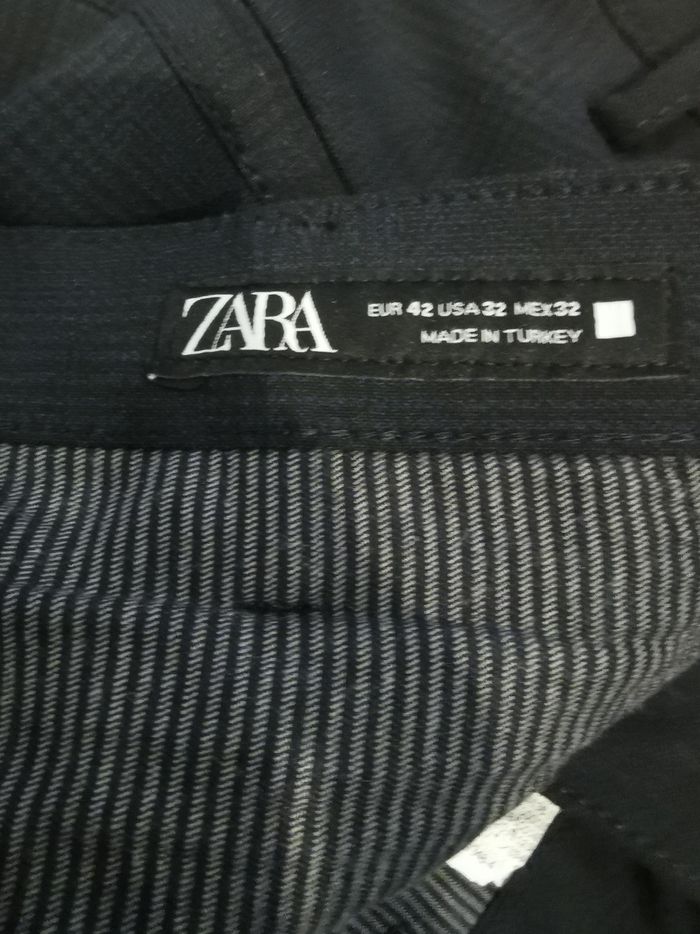 ZARA
EUR 42 USA 32 MEX 32
MADE IN TURKEY